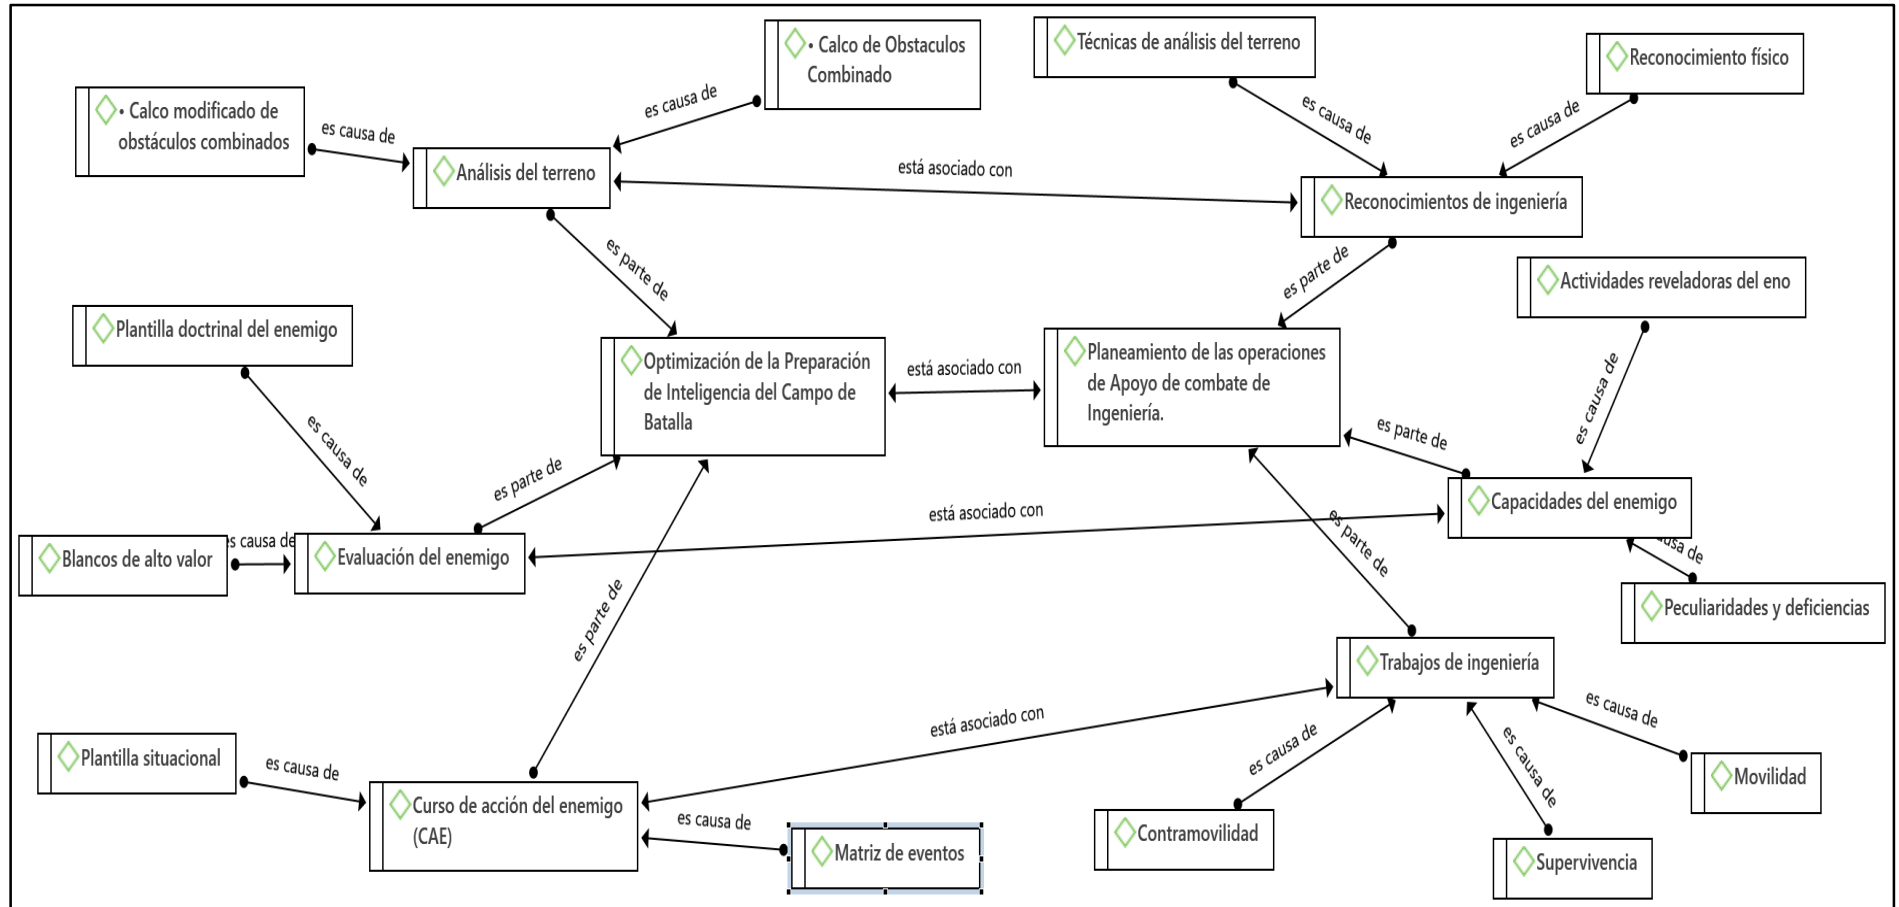 • Calco de Obstaculos
Combinado
Técnicas de análisis del terreno
Reconocimiento físico
• Calco modificado de
obstáculos combinados
es causa de
es causa de
es causa de
es causa de
Análisis del terreno
está asociado con
Reconocimientos de ingeniería
es parte de
es parte de
Actividades reveladoras del eno
Plantilla doctrinal del enemigo
Optimización de la Preparación
de Inteligencia del Campo de
Batalla
está asociado con
Planeamiento de las operaciones
de Apoyo de combate de
Ingeniería.
es causa de
es causa de
es parte de
es parte de
Capacidades del enemigo
está asociado con
es parte de
Blancos de alto valor
es causa de
Evaluación del enemigo
usa de
Peculiaridades y deficiencias
es parte de
Trabajos de ingeniería
es causa de
está asociado con
es causa de
es causa de
Plantilla situacional
es causa de
Movilidad
Curso de acción del enemigo
(CAE)
es causa de
Matriz de eventos
Contramovilidad
Supervivencia